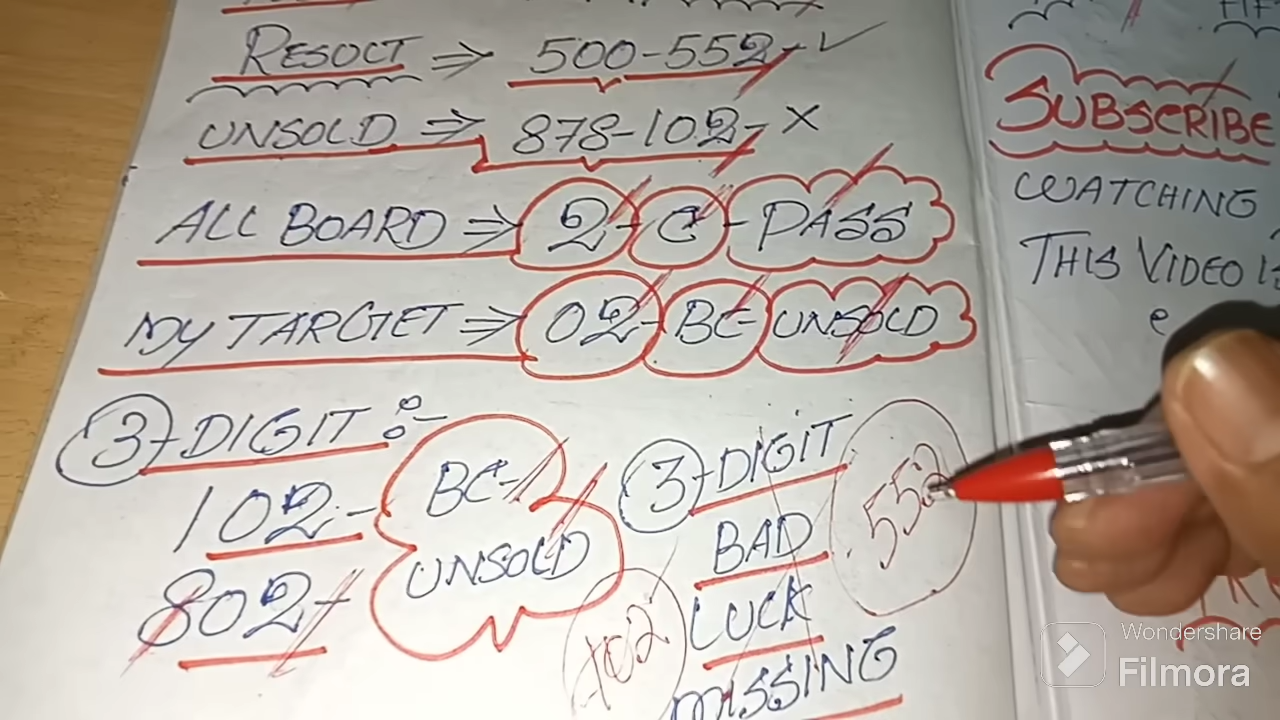 RESOCT ⇒ 500-552- ✓
UNSOLD ⇒ 878-102- X
ALL BOARD ⇒ 2-C-PASS
MY TARGET ⇒ 02-BC-UNSOLD
3-DIGIT:-
102-
802-
BC-
UNSOLD
3-DIGIT
BAD
LUCK
MISSING
552
102
SUBSCRIBE
WATCHING
THIS VIDEO
Wondershare
Filmora